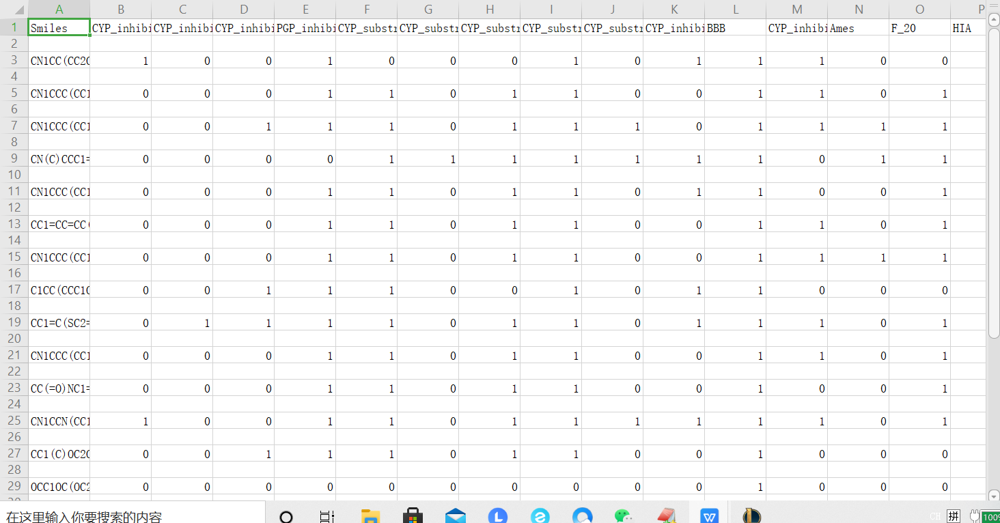 A B C D E F G H I J K L M N O P
1 Smiles CYP_inhibi CYP_inhibi CYP_inhibi PGP_inhibi CYP_substr CYP_substr CYP_substr CYP_substr CYP_substr CYP_inhibi BBB CYP_inhibi Ames F_20 HIA
2
3 CN1CC(CC2C 1 0 0 1 0 0 0 1 0 1 1 1 0 0
4
5 CN1CCC(CC1 0 0 0 1 1 0 1 1 0 0 1 1 0 1
6
7 CN1CCC(CC1 0 0 1 1 1 0 1 1 1 0 1 1 1 1
8
9 CN(C)CCC1= 0 0 0 0 1 1 1 1 1 1 1 0 1 1
10
11 CN1CCC(CC1 0 0 0 1 1 0 1 1 0 1 1 0 0 1
12
13 CC1=CC=CC( 0 0 0 1 1 0 1 1 0 0 1 1 0 1
14
15 CN1CCC(CC1 0 0 0 1 1 0 1 1 0 0 1 1 1 1
16
17 C1CC(CCC1C 0 0 1 1 1 0 0 1 0 1 1 0 0 0
18
19 CC1=C(SC2= 0 1 1 1 1 0 1 1 0 1 1 1 0 1
20
21 CN1CCC(CC1 0 0 0 1 1 0 1 1 0 0 1 1 0 1
22
23 CC(=O)NC1= 0 0 0 1 1 0 1 1 0 0 1 0 0 1
24
25 CN1CCN(CC1 1 0 0 1 1 0 1 1 1 1 1 1 0 1
26
27 CC1(C)OC2C 0 0 1 1 1 0 1 1 0 0 1 0 0 0
28
29 OCC1OC(OC2 0 0 0 0 0 0 0 0 0 0 1 0 0 0
在这里输入你要搜索的内容 CH 拼 100%